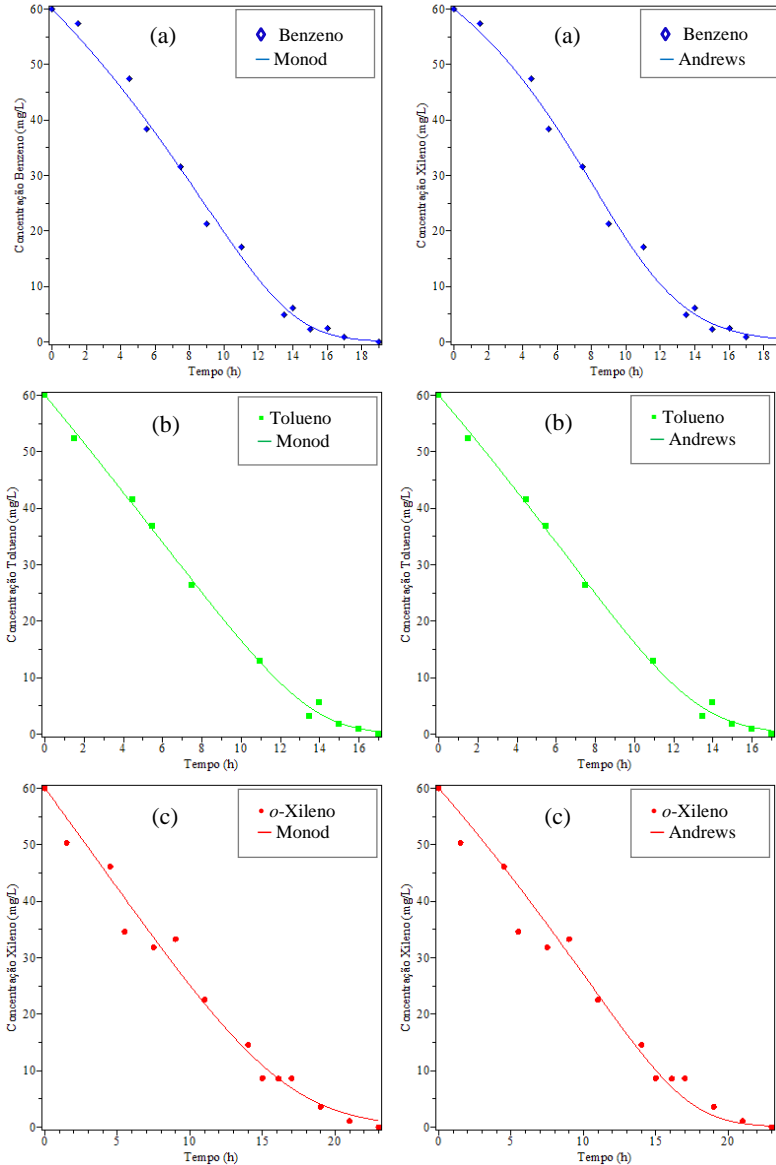 (a)
Benzeno
Monod
Concentração Benzeno (mg/L)
60
50
40
30
20
10
0
0 2 4 6 8 10 12 14 16 19
Tempo (h)
(a)
Benzeno
Andrews
Concentração Xileno (mg/L)
60
50
40
30
20
10
0
0 2 4 6 8 10 12 14 16 18
Tempo (h)
(b)
Tolueno
Monod
Concentração Tolueno (mg/L)
60
50
40
30
20
10
0
0 2 4 6 8 10 12 14 16 17
Tempo (h)
(b)
Tolueno
Andrews
Concentração Tolueno (mg/L)
60
50
40
30
20
10
0
0 2 4 6 8 10 12 14 16 17
Tempo (h)
(c)
o-Xileno
Monod
Concentração Xileno (mg/L)
60
50
40
30
20
10
0
0 5 10 15 20 23
Tempo (h)
(c)
o-Xileno
Andrews
Concentração Xileno (mg/L)
60
50
40
30
20
10
0
0 5 10 15 20 23
Tempo (h)